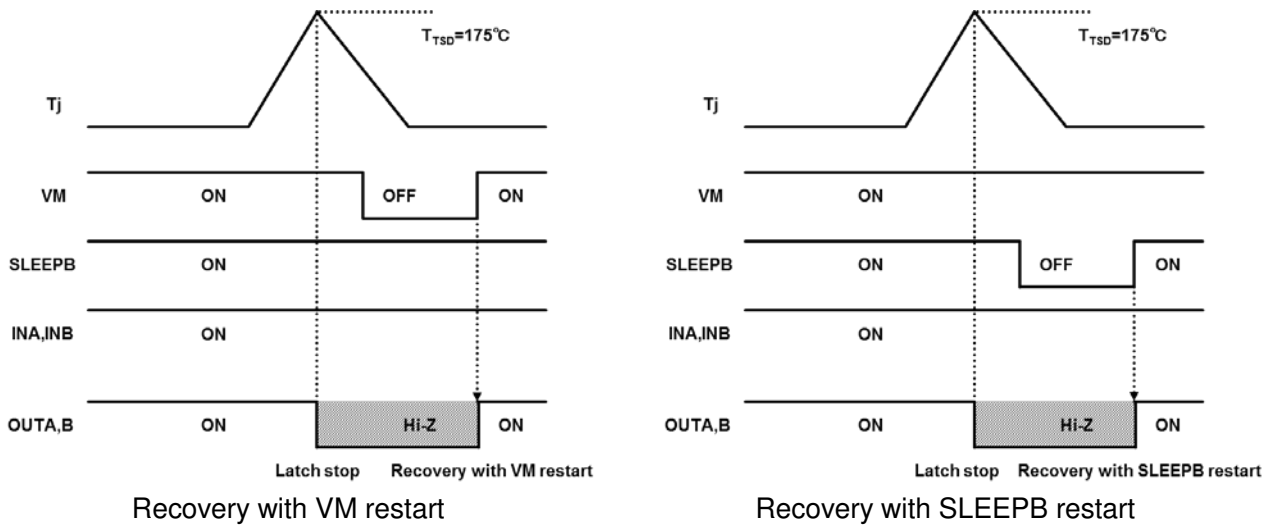 T_TSD=175℃
Tj
VM ON OFF ON
SLEEPB ON
INA,INB ON
OUTA,B ON Hi-Z ON
Latch stop Recovery with VM restart
Recovery with VM restart
T_TSD=175℃
Tj
VM ON
SLEEPB ON OFF ON
INA,INB ON
OUTA,B ON Hi-Z ON
Latch stop Recovery with SLEEPB restart
Recovery with SLEEPB restart